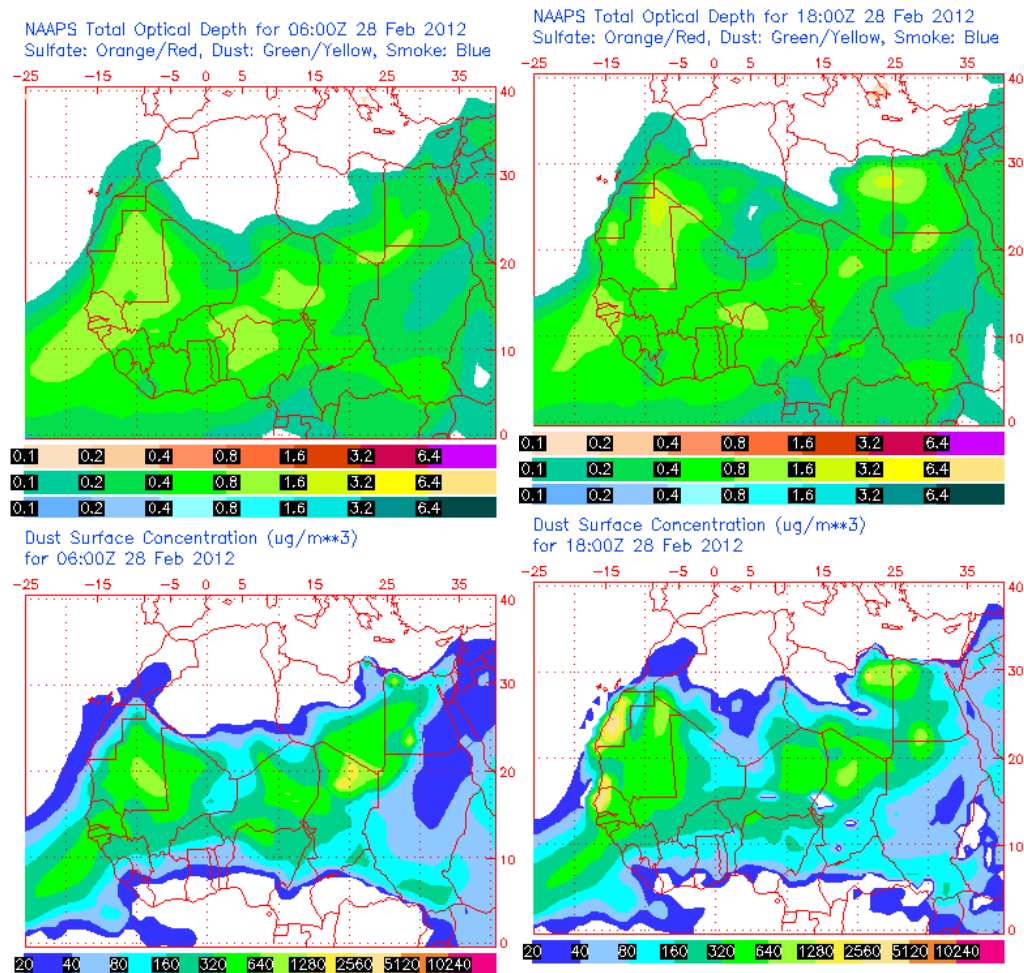 NAAPS Total Optical Depth for 06:00Z 28 Feb 2012
Sulfate: Orange/Red, Dust: Green/Yellow, Smoke: Blue
-25 -15 -5 0 5 15 25 35
40
30
20
10
0
0.1 0.2 0.4 0.8 1.6 3.2 6.4
0.1 0.2 0.4 0.8 1.6 3.2 6.4
0.1 0.2 0.4 0.8 1.6 3.2 6.4
NAAPS Total Optical Depth for 18:00Z 28 Feb 2012
Sulfate: Orange/Red, Dust: Green/Yellow, Smoke: Blue
-25 -15 -5 0 5 15 25 35
40
30
20
10
0
0.1 0.2 0.4 0.8 1.6 3.2 6.4
0.1 0.2 0.4 0.8 1.6 3.2 6.4
0.1 0.2 0.4 0.8 1.6 3.2 6.4
Dust Surface Concentration (ug/m**3)
for 06:00Z 28 Feb 2012
-25 -15 -5 0 5 15 25 35
40
30
20
10
0
20 40 80 160 320 640 1280 2560 5120 10240
Dust Surface Concentration (ug/m**3)
for 18:00Z 28 Feb 2012
-25 -15 -5 0 5 15 25 35
40
30
20
10
0
20 40 80 160 320 640 1280 2560 5120 10240